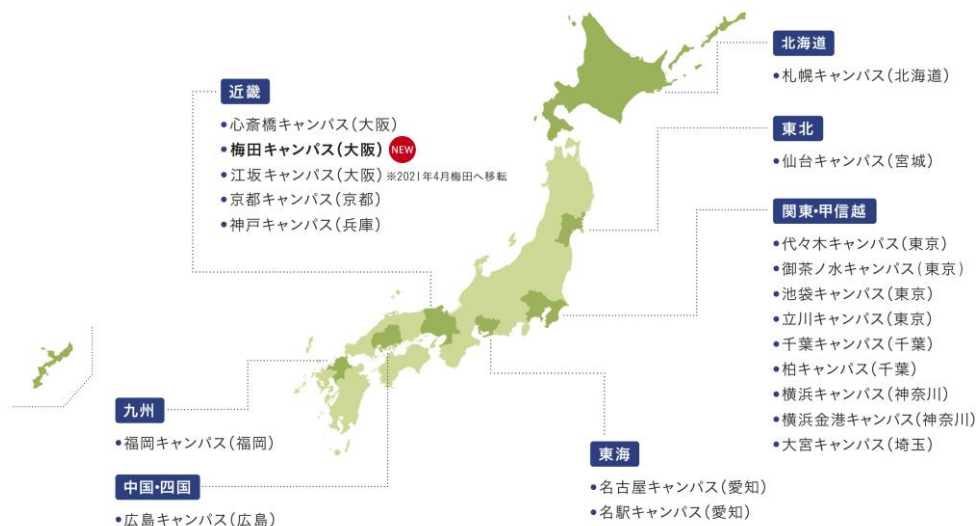 北海道
•札幌キャンパス(北海道)
東北
•仙台キャンパス(宮城)
関東・甲信越
•代々木キャンパス(東京)
•御茶ノ水キャンパス(東京)
•池袋キャンパス(東京)
•立川キャンパス(東京)
•千葉キャンパス(千葉)
•柏キャンパス(千葉)
•横浜キャンパス(神奈川)
•横浜金港キャンパス(神奈川)
•大宮キャンパス(埼玉)
近畿
•心斎橋キャンパス(大阪)
•梅田キャンパス(大阪) NEW
•江坂キャンパス(大阪) ※2021年4月梅田へ移転
•京都キャンパス(京都)
•神戸キャンパス(兵庫)
東海
•名古屋キャンパス(愛知)
•名駅キャンパス(愛知)
九州
•福岡キャンパス(福岡)
中国・四国
•広島キャンパス(広島)